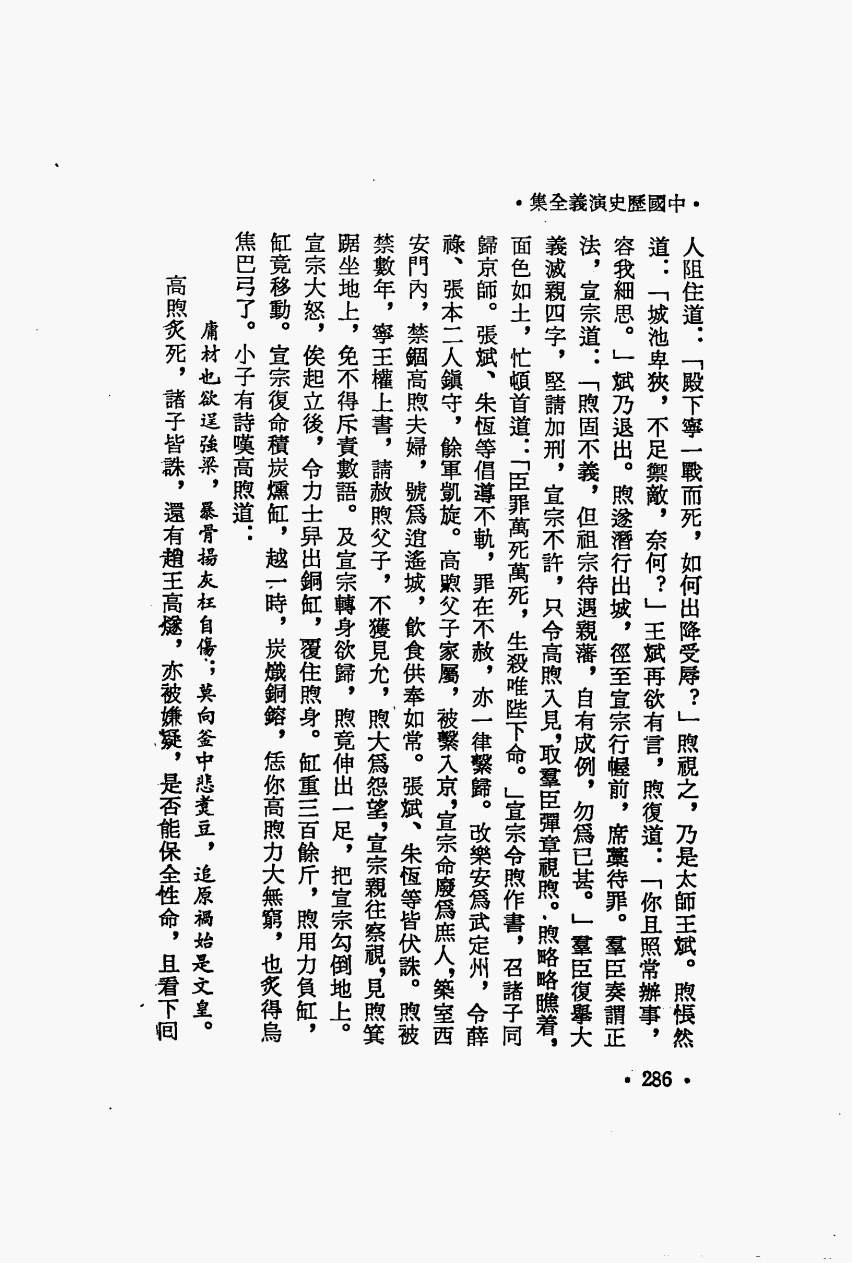 •中國歷史演義全集•
人阻住道：「殿下寧一戰而死，如何出降受辱？」煦視之，乃是太師王斌。煦悵然
道：「城池卑狹，不足禦敵，奈何？」王斌再欲有言，煦復道：「你且照常辦事，
容我細思。」斌乃退出。煦遂潛行出城，徑至宣宗行幄前，席藁待罪。羣臣奏請正
法，宣宗道：「煦固不義，但祖宗待遇親藩，自有成例，勿爲已甚。」羣臣復舉大
義滅親四字，堅請加刑，宣宗不許，只令高煦入見，取羣臣彈章視煦。煦略略瞧着，
面色如土，忙頓首道：「臣罪萬死萬死，生殺唯陛下命。」宣宗令煦作書，召諸子同
歸京師。張斌、朱恆等倡導不軌，罪在不赦，亦一律繫歸。改樂安爲武定州，令薛
祿、張本二人鎭守，餘軍凱旋。高煦父子家屬，被繫入京，宣宗命廢爲庶人，築室西
安門內，禁錮高煦夫婦，號爲逍遙城，飲食供奉如常。張斌、朱恆等皆伏誅。煦被
禁數年，寧王權上書，請赦煦父子，不獲見允，煦大爲怨望，宣宗親往察視，見煦箕
踞坐地上，免不得斥責數語。及宣宗轉身欲歸，煦竟伸出一足，把宣宗勾倒地上。
宣宗大怒，俟起立後，令力士舁出銅缸，覆住煦身。缸重三百餘斤，煦用力負缸，
缸竟移動。宣宗復命積炭燻缸，越一時，炭熾銅鎔，恁你高煦力大無窮，也炙得烏
焦巴弓了。小子有詩嘆高煦道：
庸材也欲逞強梁，暴骨揚灰枉自傷；莫向釜中悲煮豆，追原禍始是文皇。
高煦炙死，諸子皆誅，還有趙王高燧，亦被嫌疑，是否能保全性命，且看下回
•286•